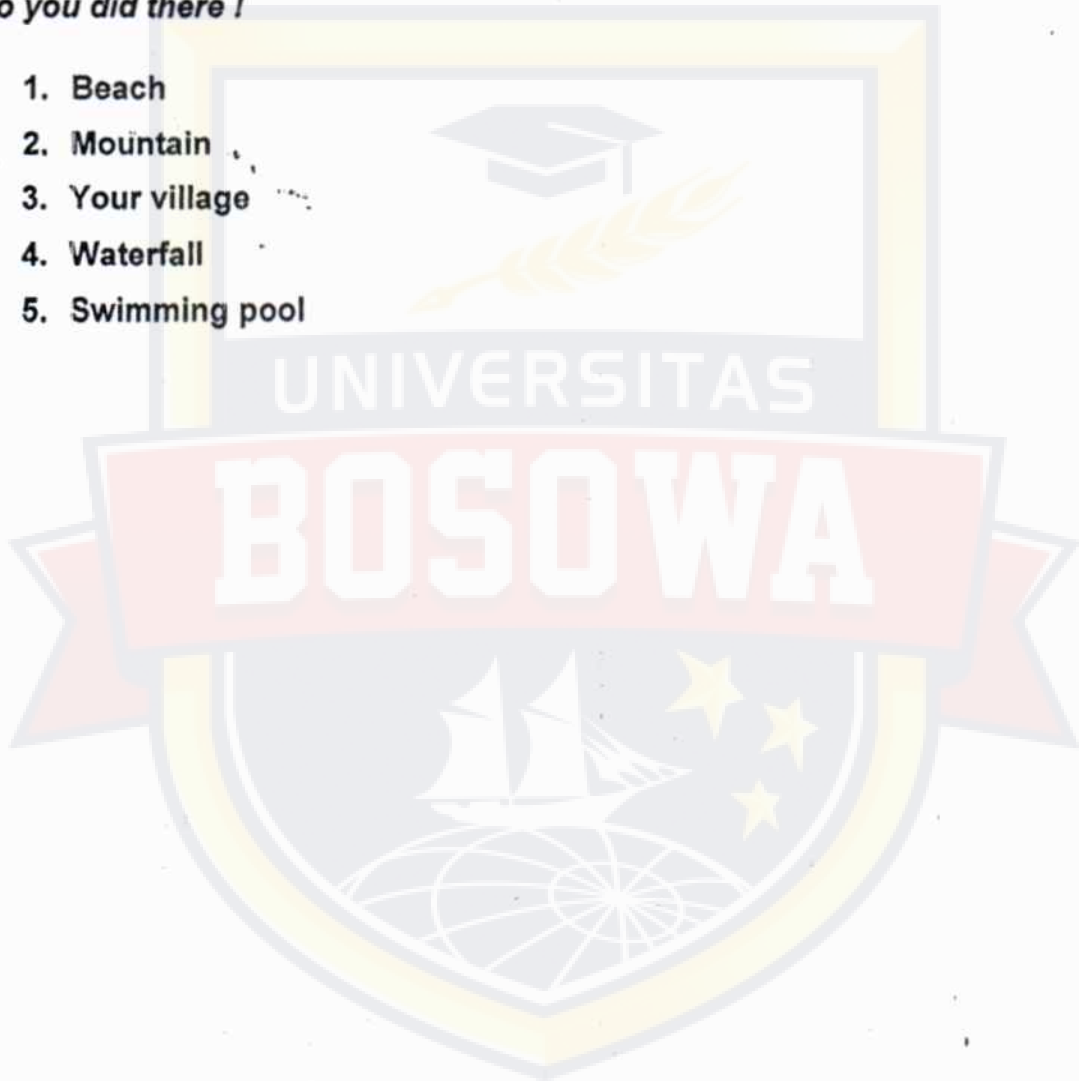 o you did there !
1. Beach
2. Mountain
3. Your village
4. Waterfall
5. Swimming pool
UNIVERSITAS
BOSOWA